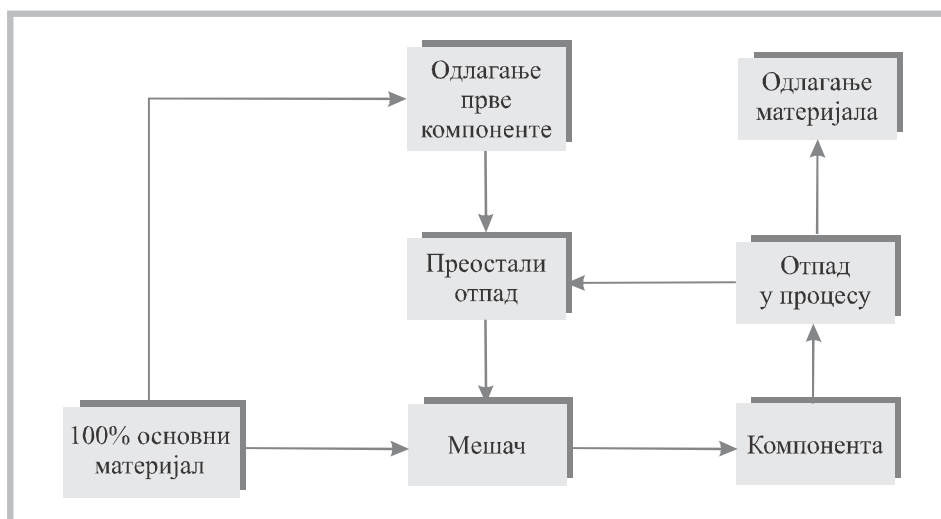 Одлагање
прве
компоненте
Одлагање
материјала
Преостали
отпад
Отпад
у процесу
100% основни
материјал
Мешач
Компонента